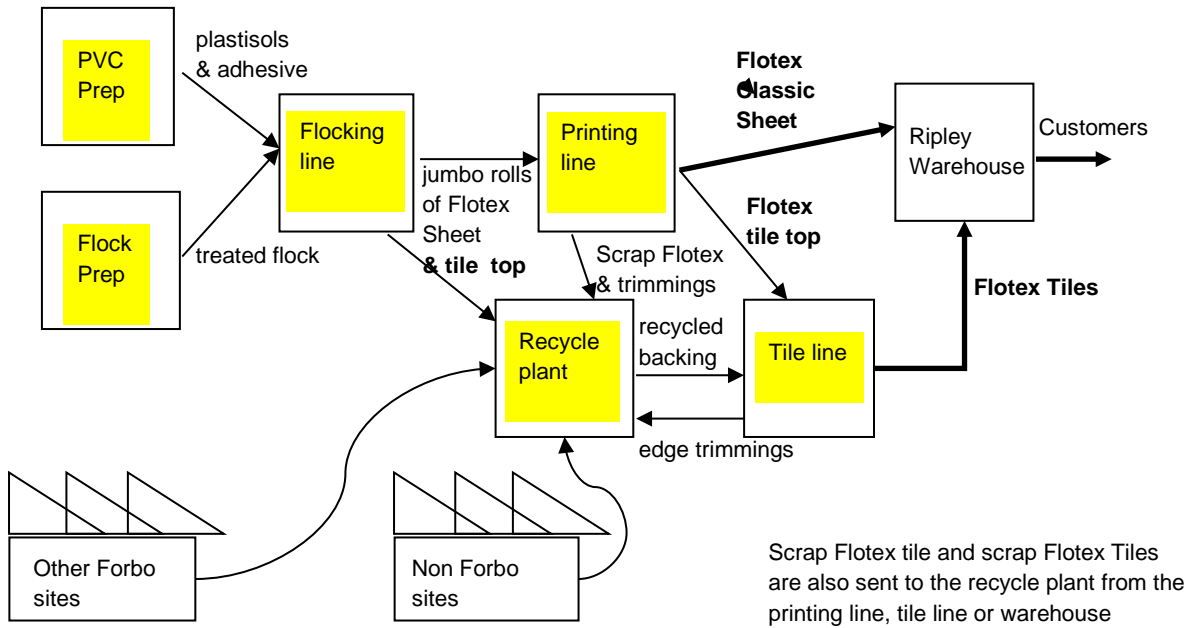 PVC
Prep
plastisols
& adhesive
Flock
Prep
treated flock
Flocking
line
jumbo rolls
of Flotex
Sheet
& tile top
Printing
line
Flotex
Classic
Sheet
Ripley
Warehouse
Customers
Flotex
tile top
Scrap Flotex
& trimmings
Flotex Tiles
Recycle
plant
recycled
backing
Tile line
edge trimmings
Other Forbo
sites
Non Forbo
sites
Scrap Flotex tile and scrap Flotex Tiles
are also sent to the recycle plant from the
printing line, tile line or warehouse